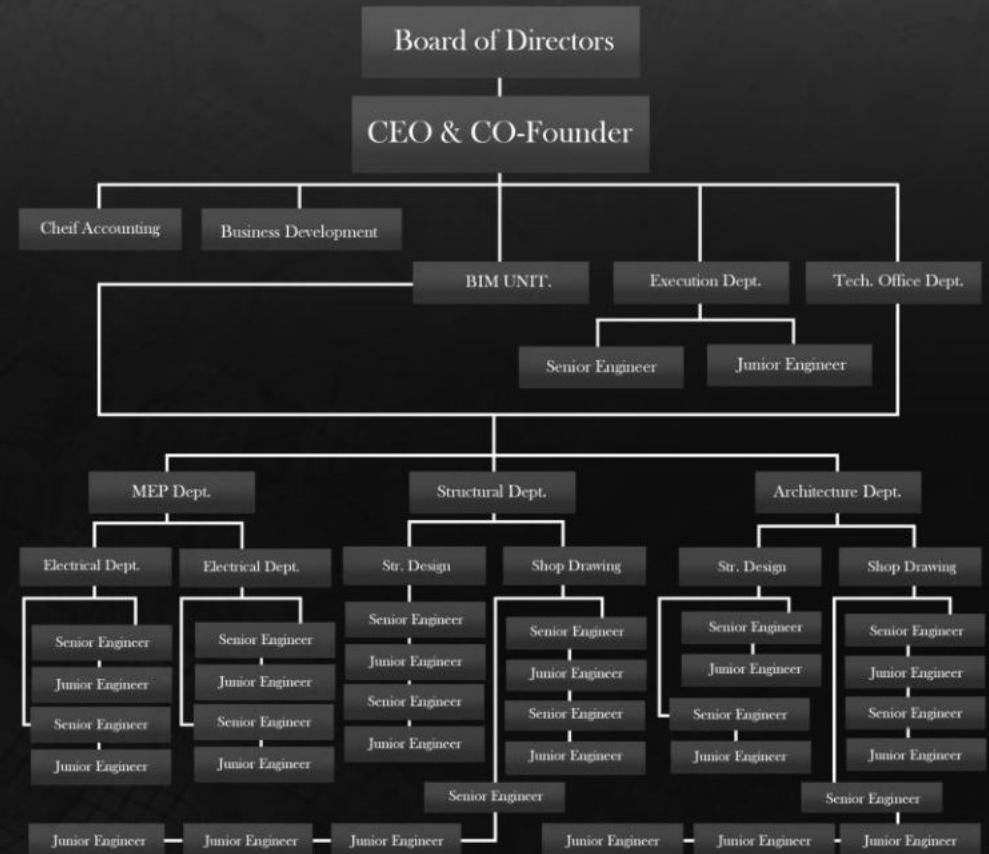 Board of Directors
CEO & CO-Founder
Cheif Accounting
Business Development
BIM UNIT.
Execution Dept.
Tech. Office Dept.
Senior Engineer
Junior Engineer
MEP Dept.
Structural Dept.
Architecture Dept.
Electrical Dept.
Electrical Dept.
Str. Design
Shop Drawing
Str. Design
Shop Drawing
Senior Engineer
Junior Engineer
Senior Engineer
Junior Engineer
Senior Engineer
Junior Engineer
Senior Engineer
Junior Engineer
Senior Engineer
Junior Engineer
Senior Engineer
Junior Engineer
Senior Engineer
Junior Engineer
Senior Engineer
Junior Engineer
Senior Engineer
Junior Engineer
Senior Engineer
Junior Engineer
Senior Engineer
Junior Engineer
Senior Engineer
Junior Engineer
Senior Engineer
Senior Engineer
Junior Engineer
Junior Engineer
Junior Engineer
Junior Engineer
Junior Engineer
Junior Engineer